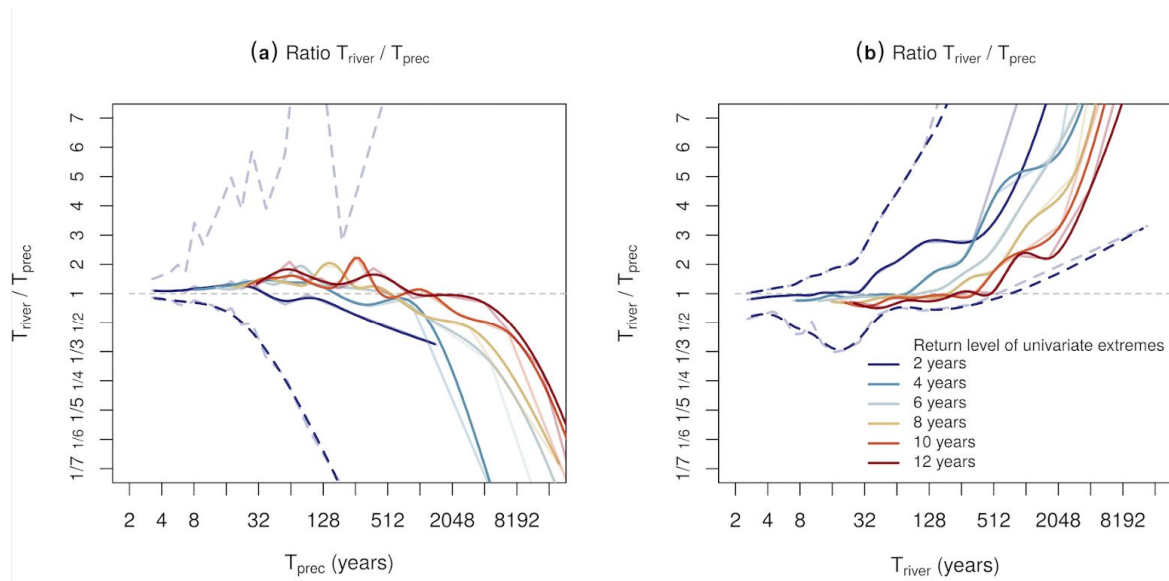 (a) Ratio T_river / T_prec
T_river / T_prec
7
6
5
4
3
2
1
1/2
1/3
1/4
1/5
1/6
1/7
2 4 8 32 128 512 2048 8192
T_prec (years)
(b) Ratio T_river / T_prec
T_river / T_prec
7
6
5
4
3
2
1
1/2
1/3
1/4
1/5
1/6
1/7
Return level of univariate extremes
2 years
4 years
6 years
8 years
10 years
12 years
2 4 8 32 128 512 2048 8192
T_river (years)